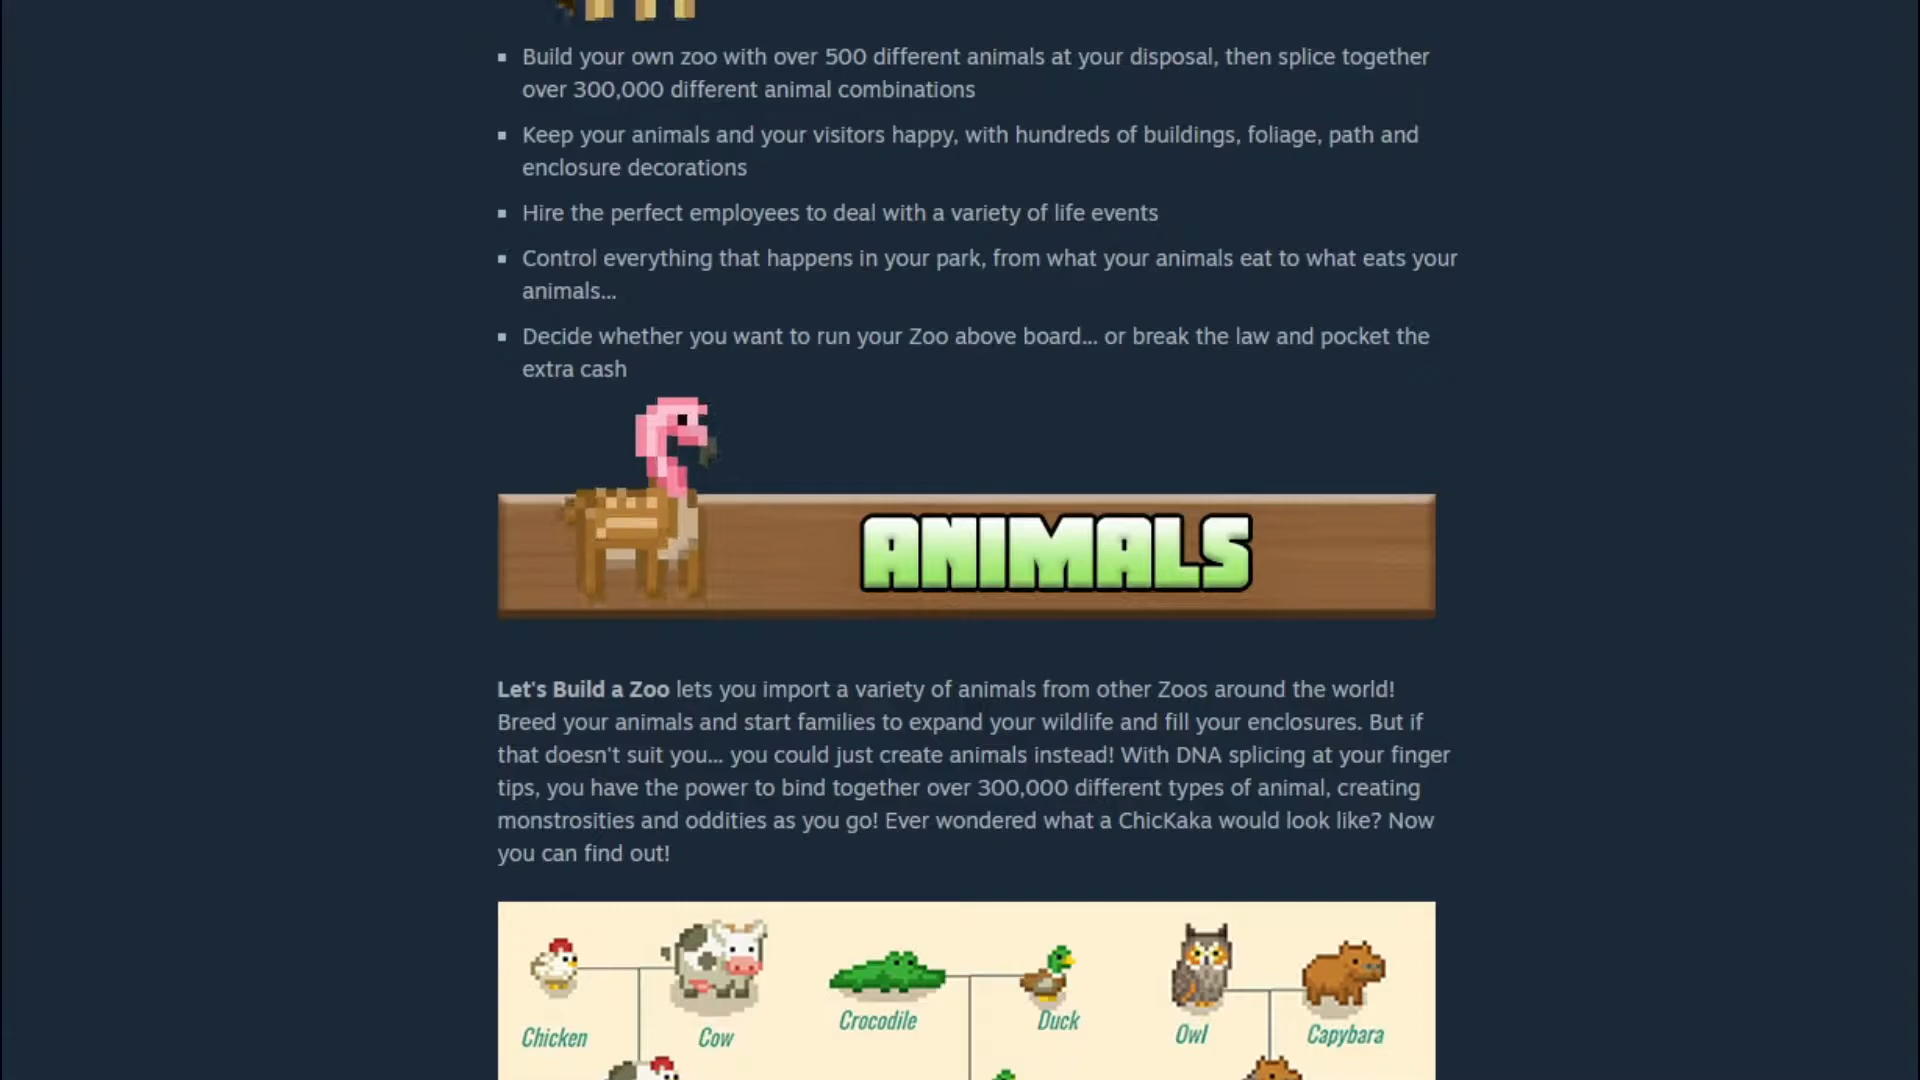 Build your own zoo with over 500 different animals at your disposal, then splice together
over 300,000 different animal combinations
Keep your animals and your visitors happy, with hundreds of buildings, foliage, path and
enclosure decorations
Hire the perfect employees to deal with a variety of life events
Control everything that happens in your park, from what your animals eat to what eats your
animals...
Decide whether you want to run your Zoo above board... or break the law and pocket the
extra cash
ANIMALS
Let's Build a Zoo lets you import a variety of animals from other Zoos around the world!
Breed your animals and start families to expand your wildlife and fill your enclosures. But if
that doesn't suit you... you could just create animals instead! With DNA splicing at your finger
tips, you have the power to bind together over 300,000 different types of animal, creating
monstrosities and oddities as you go! Ever wondered what a ChicKaka would look like? Now
you can find out!
Chicken Cow Crocodile Duck Owl Capybara